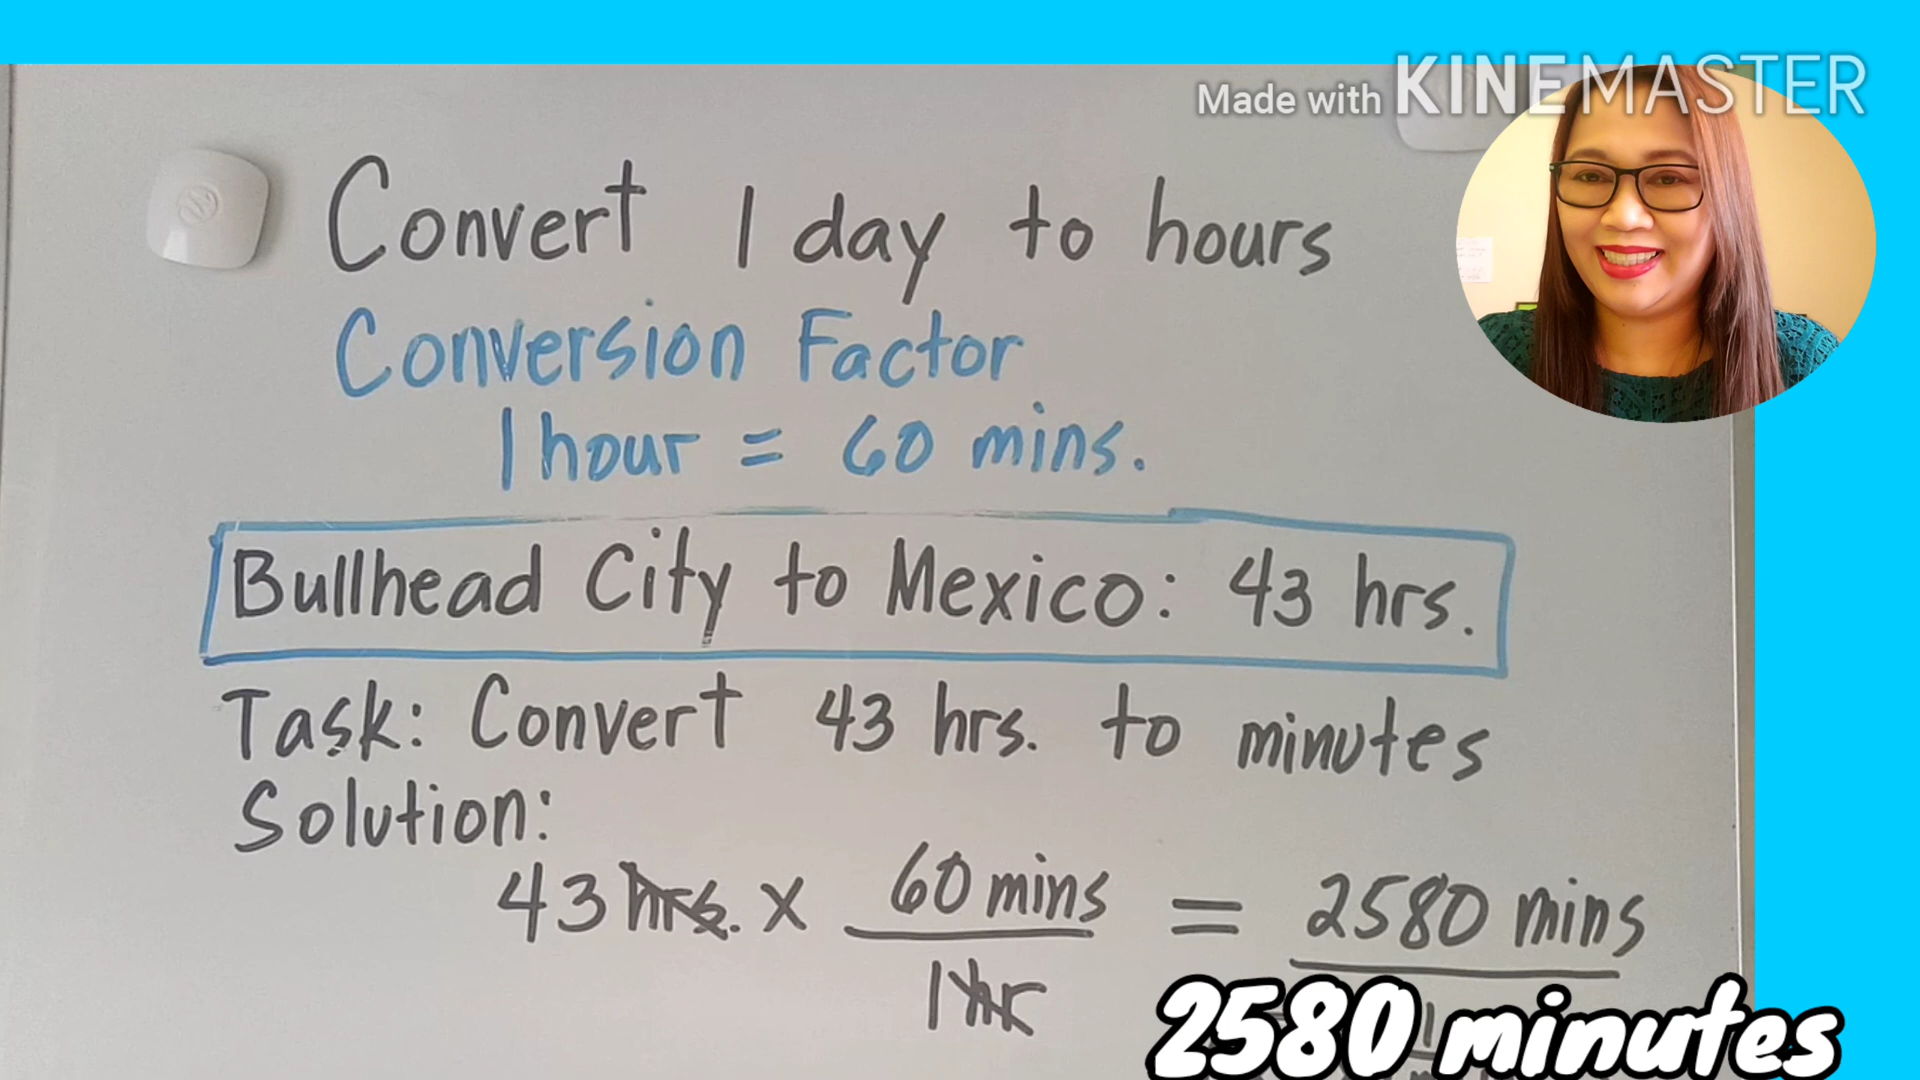 Made with KINEMASTER
Convert 1 day to hours
Conversion Factor
1 hour = 60 mins.
Bullhead City to Mexico: 43 hrs.
Task: Convert 43 hrs. to minutes
Solution:
43 hrs. x 60 mins = 2580 mins
1 hr 1
2580 minutes